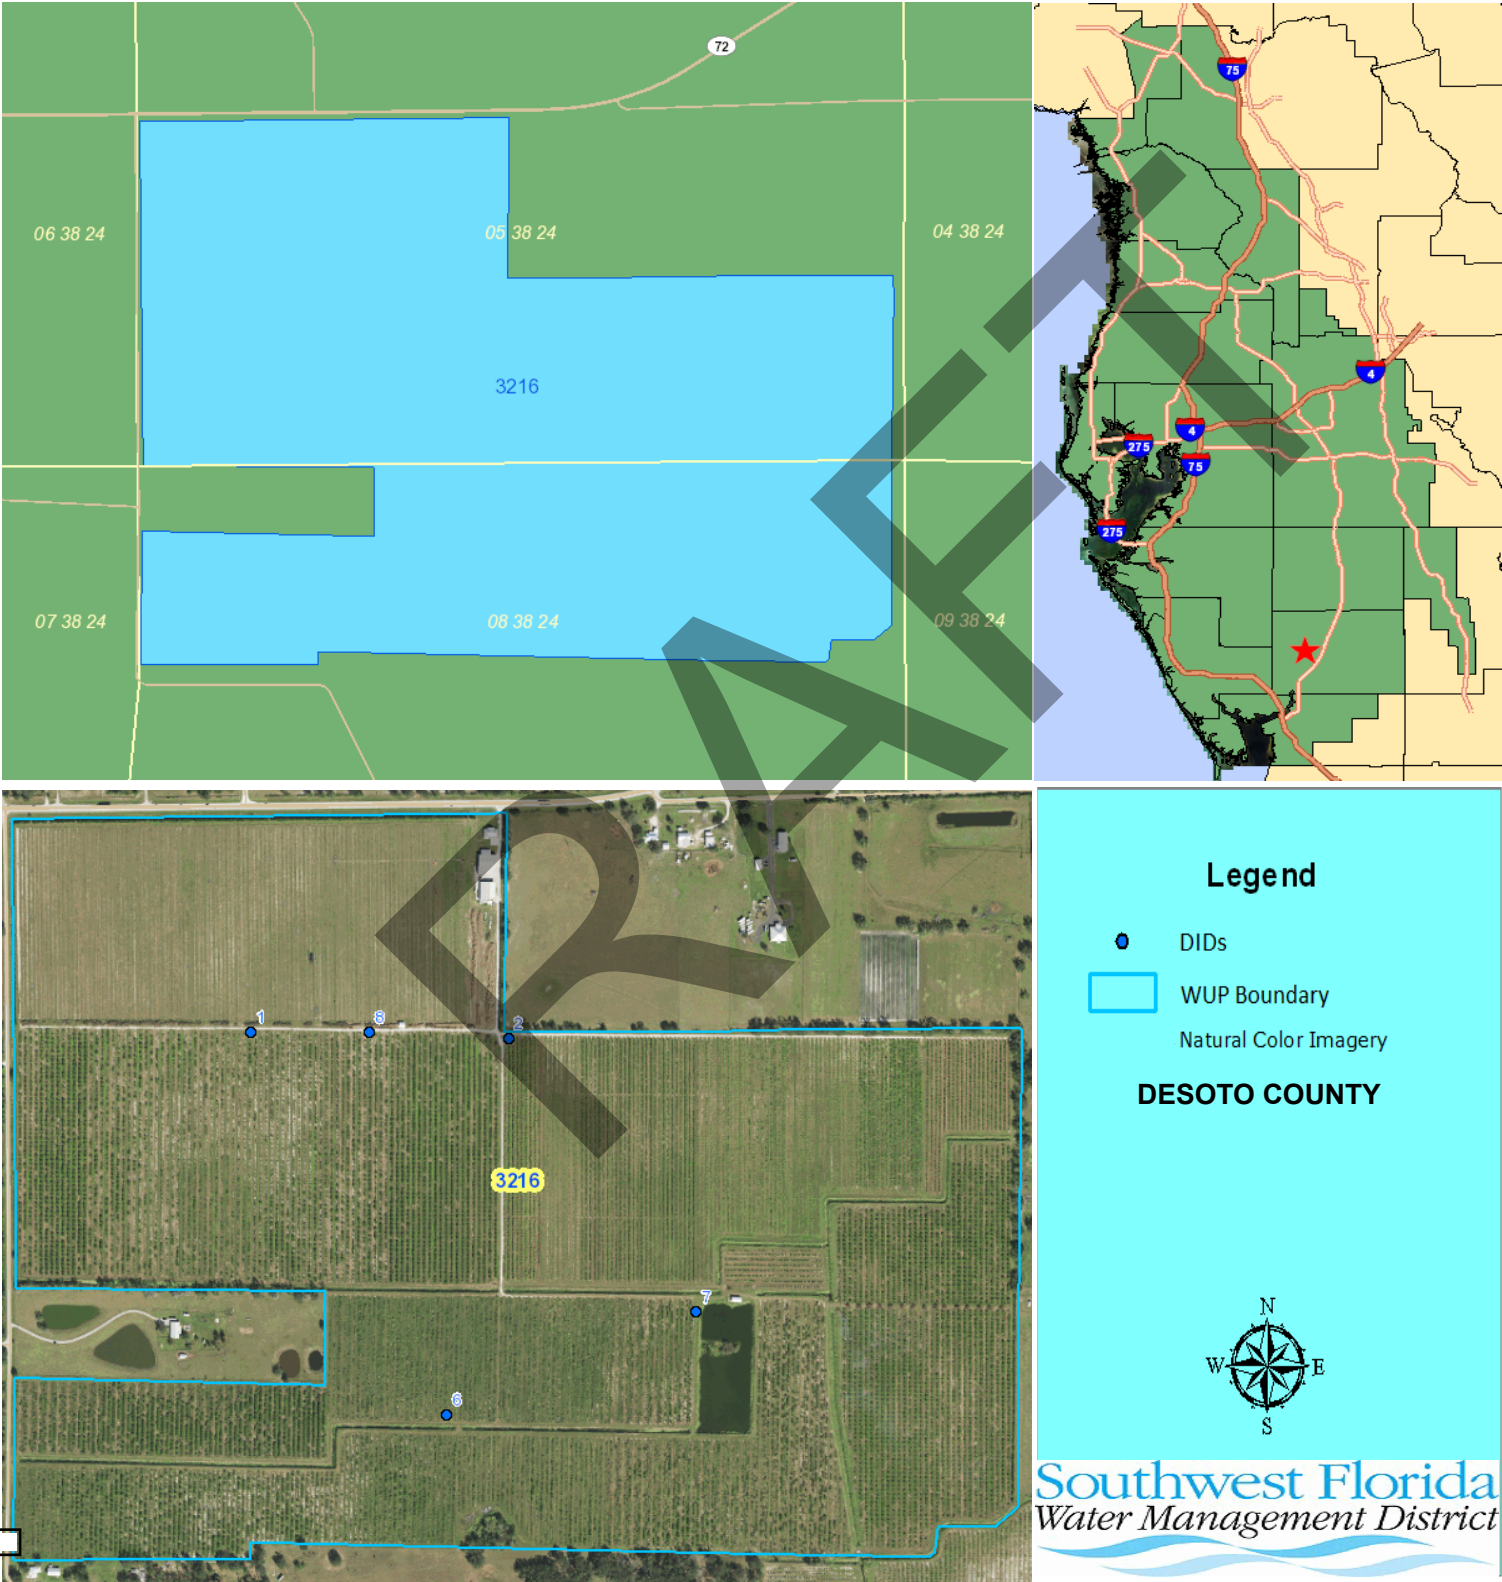 72
06 38 24
05 38 24
04 38 24
3216
07 38 24
08 38 24
09 38 24
75
4
4
275
75
275
DRAFT
1
8
2
3216
7
6
Legend
DIDs
WUP Boundary
Natural Color Imagery
DESOTO COUNTY
N
W E
S
Southwest Florida
Water Management District